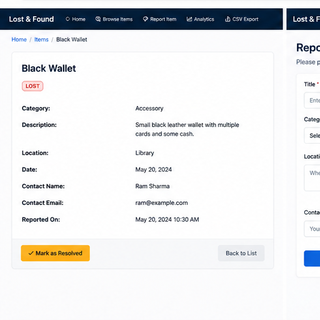 Lost & Found Home Browse Items Report Item Analytics CSV Export
Home / Items / Black Wallet
Black Wallet
LOST
Category: Accessory
Description: Small black leather wallet with multiple
cards and some cash.
Location: Library
Date: May 20, 2024
Contact Name: Ram Sharma
Contact Email: ram@example.com
Reported On: May 20, 2024 10:30 AM
✓ Mark as Resolved Back to List
Lost & F
Repo
Please p
Title *
Ente
Categ
Sele
Locati
Whe
Conta
Your